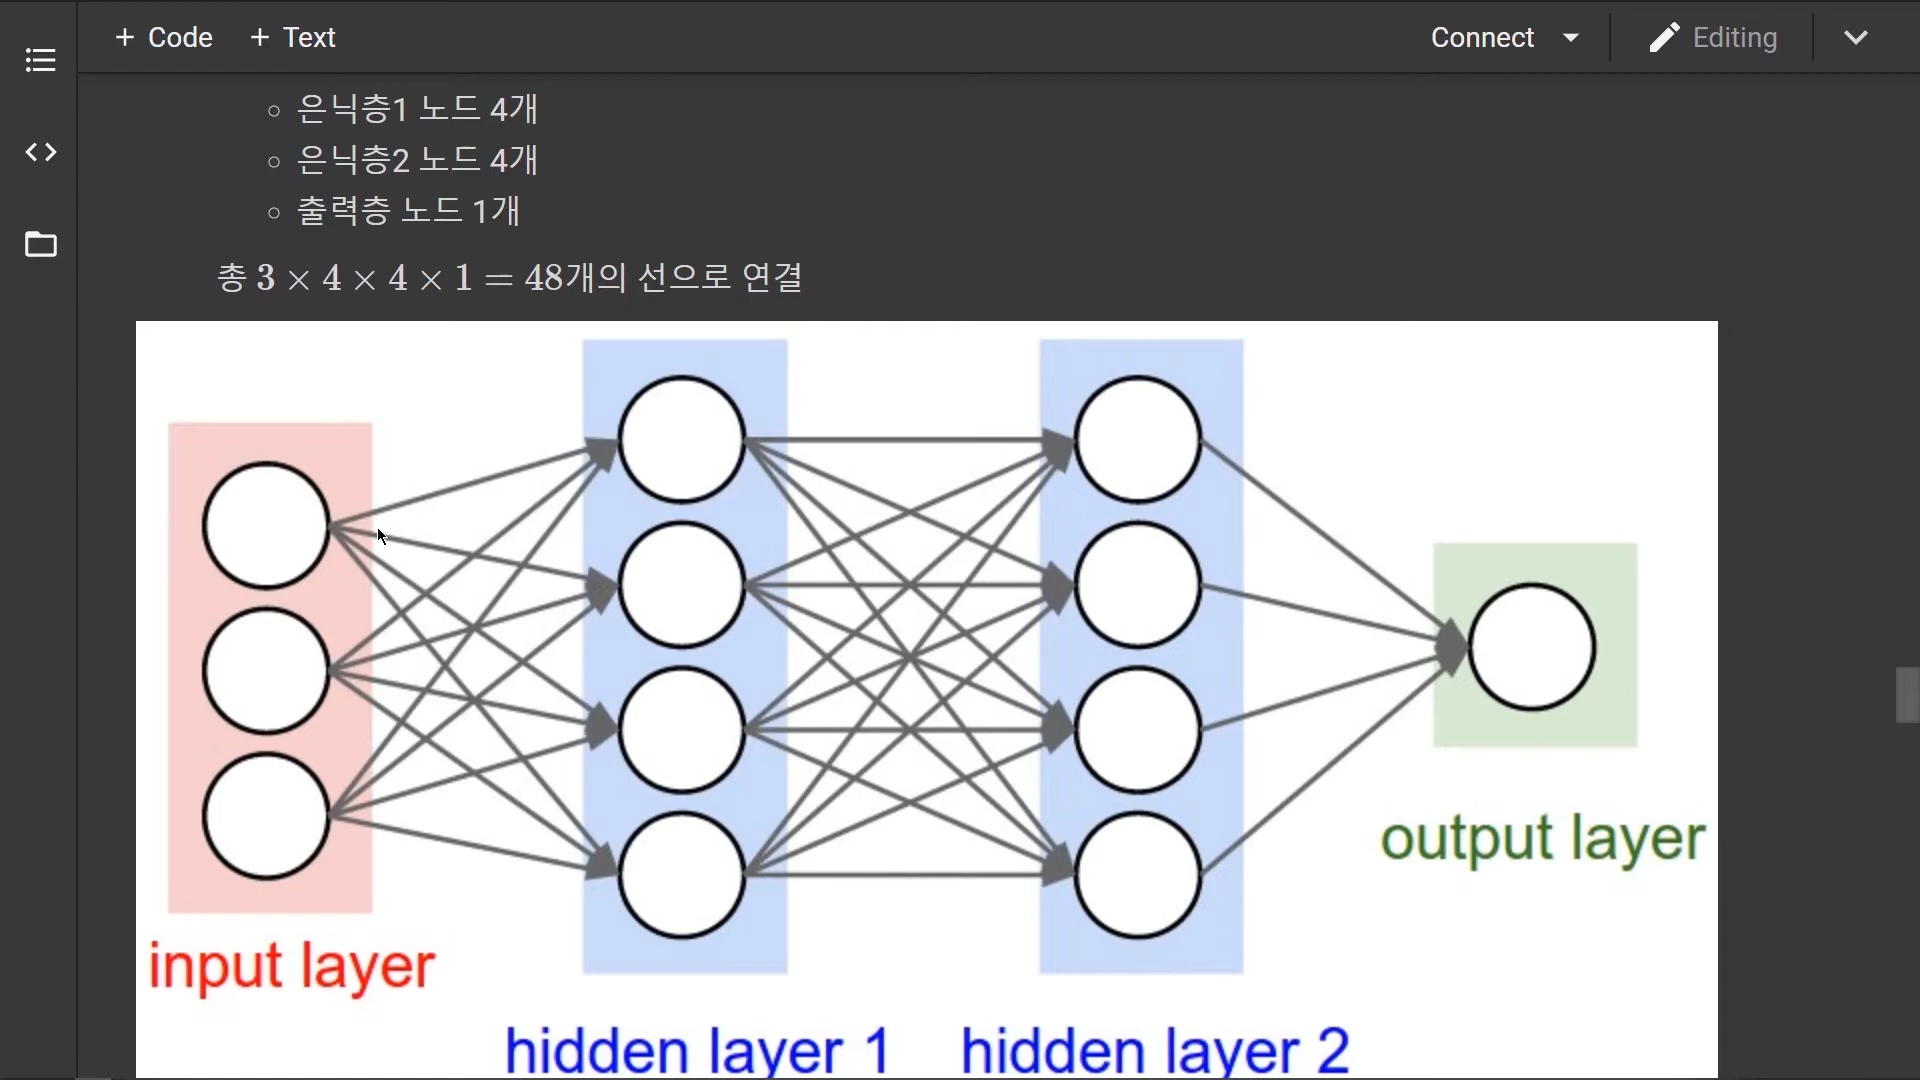 + Code + Text Connect Editing
은닉층1 노드 4개
은닉층2 노드 4개
출력층 노드 1개
총 3 × 4 × 4 × 1 = 48개의 선으로 연결
output layer
input layer
hidden layer 1 hidden layer 2